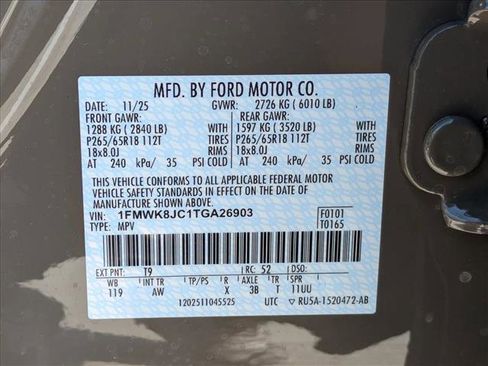 MFD. BY FORD MOTOR CO.
DATE: 11/25 GVWR: 2726 KG ( 6010 LB)
FRONT GAWR: REAR GAWR:
1288 KG ( 2840 LB) WITH 1597 KG ( 3520 LB) WITH
P265/65R18 112T TIRES P265/65R18 112T TIRES
18x8.0J RIMS 18x8.0J RIMS
AT 240 kPa/ 35 PSI COLD AT 240 kPa/ 35 PSI COLD
THIS VEHICLE CONFORMS TO ALL APPLICABLE FEDERAL MOTOR
VEHICLE SAFETY STANDARDS IN EFFECT ON THE DATE OF
MANUFACTURE SHOWN ABOVE.
VIN: 1FMWK8JC1TGA26903 F0101
TYPE: MPV T0165
EXT PNT: T9 RC: 52 DSO:
WB INT TR TP/PS R AXLE TR SPR
119 AW X 3B T 11UU
1202511045525 UTC ▽ RU5A-1520472-AB